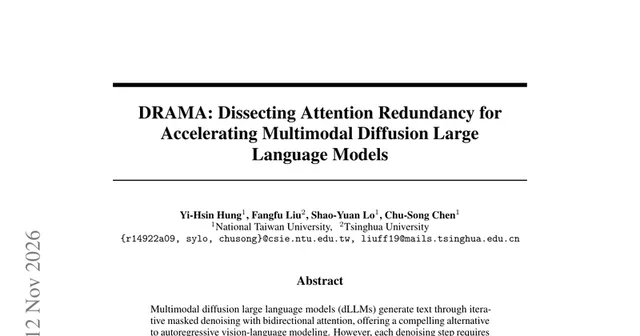 DRAMA: Dissecting Attention Redundancy for
Accelerating Multimodal Diffusion Large
Language Models
Yi-Hsin Hung¹, Fangfu Liu², Shao-Yuan Lo¹, Chu-Song Chen¹
¹National Taiwan University, ²Tsinghua University
{r14922a09, sylo, chusong}@csie.ntu.edu.tw, liuff19@mails.tsinghua.edu.cn
12 Nov 2026
Abstract
Multimodal diffusion large language models (dLLMs) generate text through itera-
tive masked denoising with bidirectional attention, offering a compelling alternative
to autoregressive vision-language modeling. However, each denoising step requires